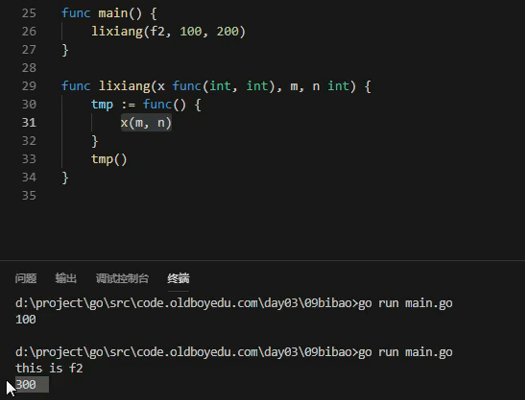 25 func main() {
26 lixiang(f2, 100, 200)
27 }
28
29 func lixiang(x func(int, int), m, n int) {
30 tmp := func() {
31 x(m, n)
32 }
33 tmp()
34 }
35
问题 输出 调试控制台 终端
d:\project\go\src\code.oldboyedu.com\day03\09bibao>go run main.go
100
d:\project\go\src\code.oldboyedu.com\day03\09bibao>go run main.go
this is f2
300